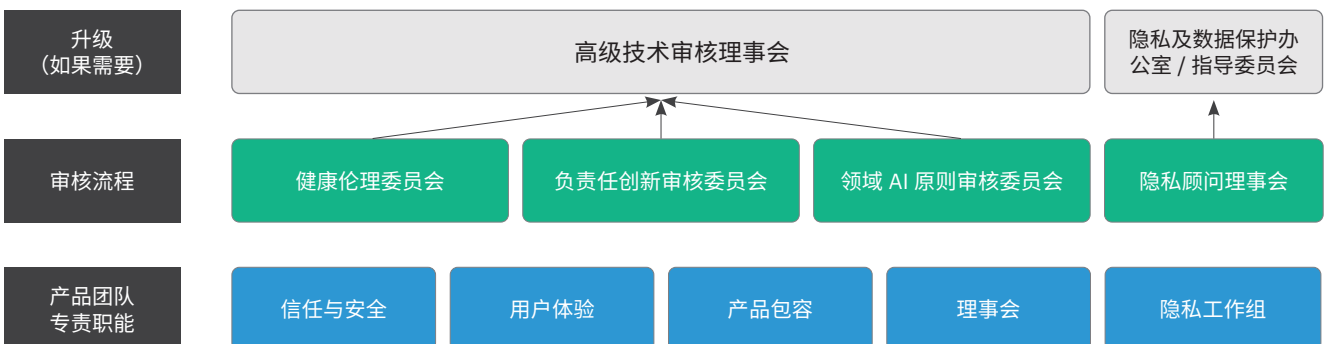 升级
（如果需要）
高级技术审核理事会
隐私及数据保护办
公室 / 指导委员会
审核流程
健康伦理委员会
负责任创新审核委员会
领域 AI 原则审核委员会
隐私顾问理事会
产品团队
专责职能
信任与安全
用户体验
产品包容
理事会
隐私工作组